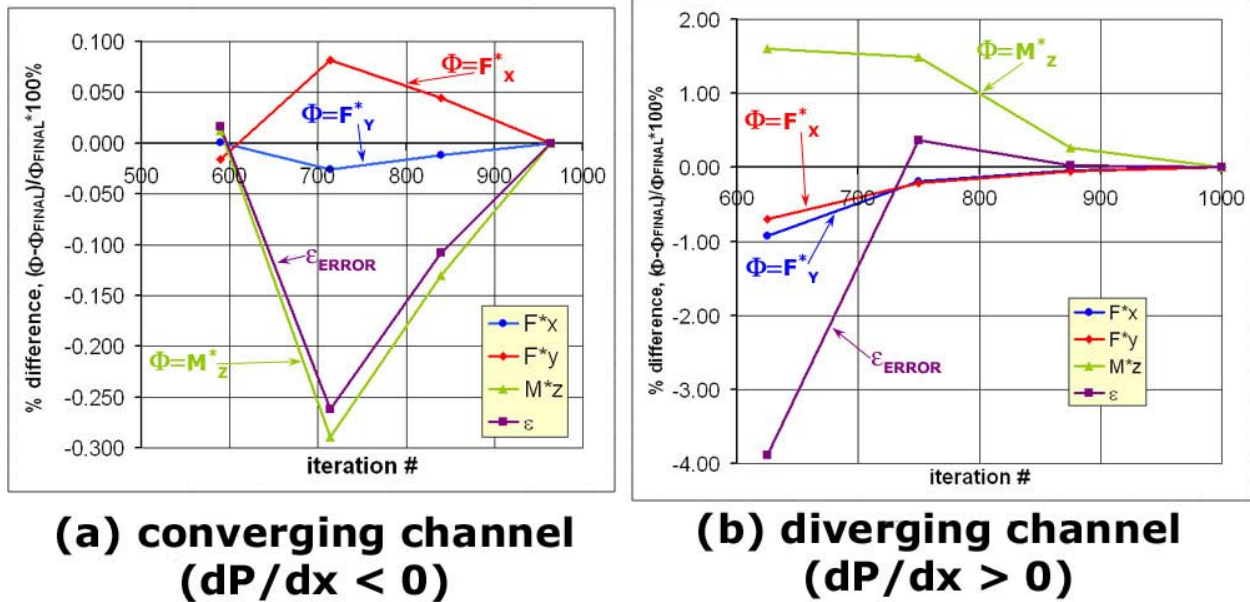 % difference, (Φ-ΦFINAL)/ΦFINAL*100%
0.100
0.050
0.000
-0.050
-0.100
-0.150
-0.200
-0.250
-0.300
500
600
700
800
900
1000
Φ=F*X
Φ=F*Y
εERROR
Φ=M*Z
F*x
F*y
M*z
ε
iteration #
(a) converging channel
(dP/dx < 0)
% difference, (Φ-ΦFINAL)/ΦFINAL*100%
2.00
1.00
0.00
-1.00
-2.00
-3.00
-4.00
600
700
800
900
1000
Φ=M*Z
Φ=F*X
Φ=F*Y
εERROR
F*x
F*y
M*z
ε
iteration #
(b) diverging channel
(dP/dx > 0)